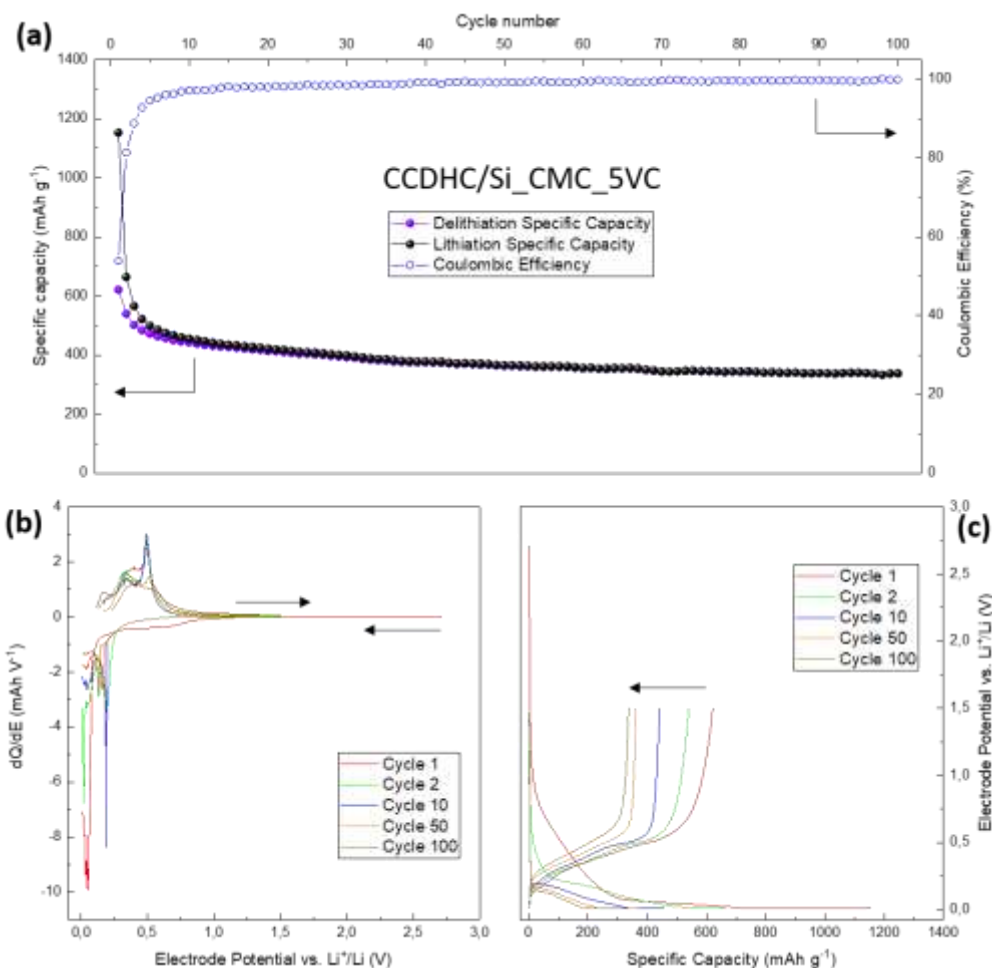 (a)
Cycle number
0 10 20 30 40 50 60 70 80 90 100
1400
1200
1000
800
600
400
200
0
Specific capacity (mAh g⁻¹)
100
80
60
40
20
0
Coulombic Efficiency (%)
CCDHC/Si_CMC_5VC
Delithiation Specific Capacity
Lithiation Specific Capacity
Coulombic Efficiency
(b)
4
2
0
-2
-4
-6
-8
-10
dQ/dE (mAh V⁻¹)
Cycle 1
Cycle 2
Cycle 10
Cycle 50
Cycle 100
0,0 0,5 1,0 1,5 2,0 2,5 3,0
Electrode Potential vs. Li⁺/Li (V)
(c)
3,0
2,5
2,0
1,5
1,0
0,5
0,0
Electrode Potential vs. Li⁺/Li (V)
Cycle 1
Cycle 2
Cycle 10
Cycle 50
Cycle 100
0 200 400 600 800 1000 1200 1400
Specific Capacity (mAh g⁻¹)